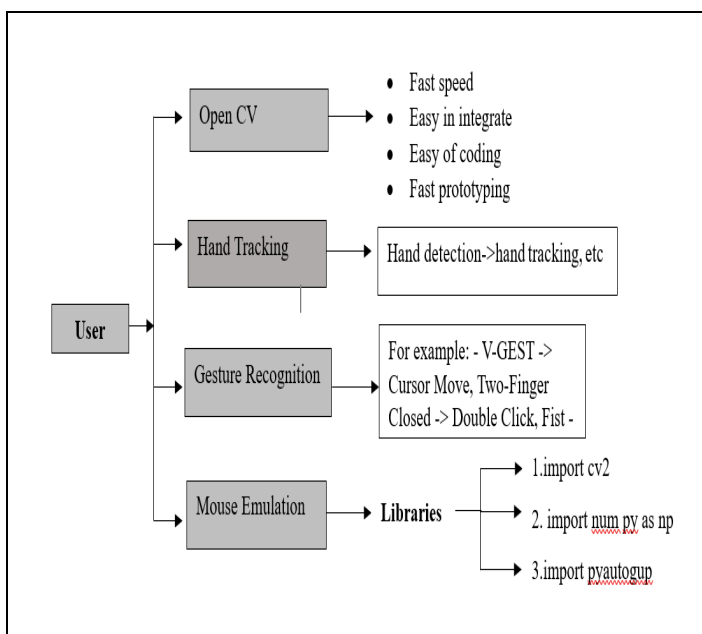 User
Open CV
Fast speed
Easy in integrate
Easy of coding
Fast prototyping
Hand Tracking
Hand detection->hand tracking, etc
Gesture Recognition
For example: - V-GEST ->
Cursor Move, Two-Finger
Closed -> Double Click, Fist -
Mouse Emulation
Libraries
1.import cv2
2. import num py as np
3.import pyautogup